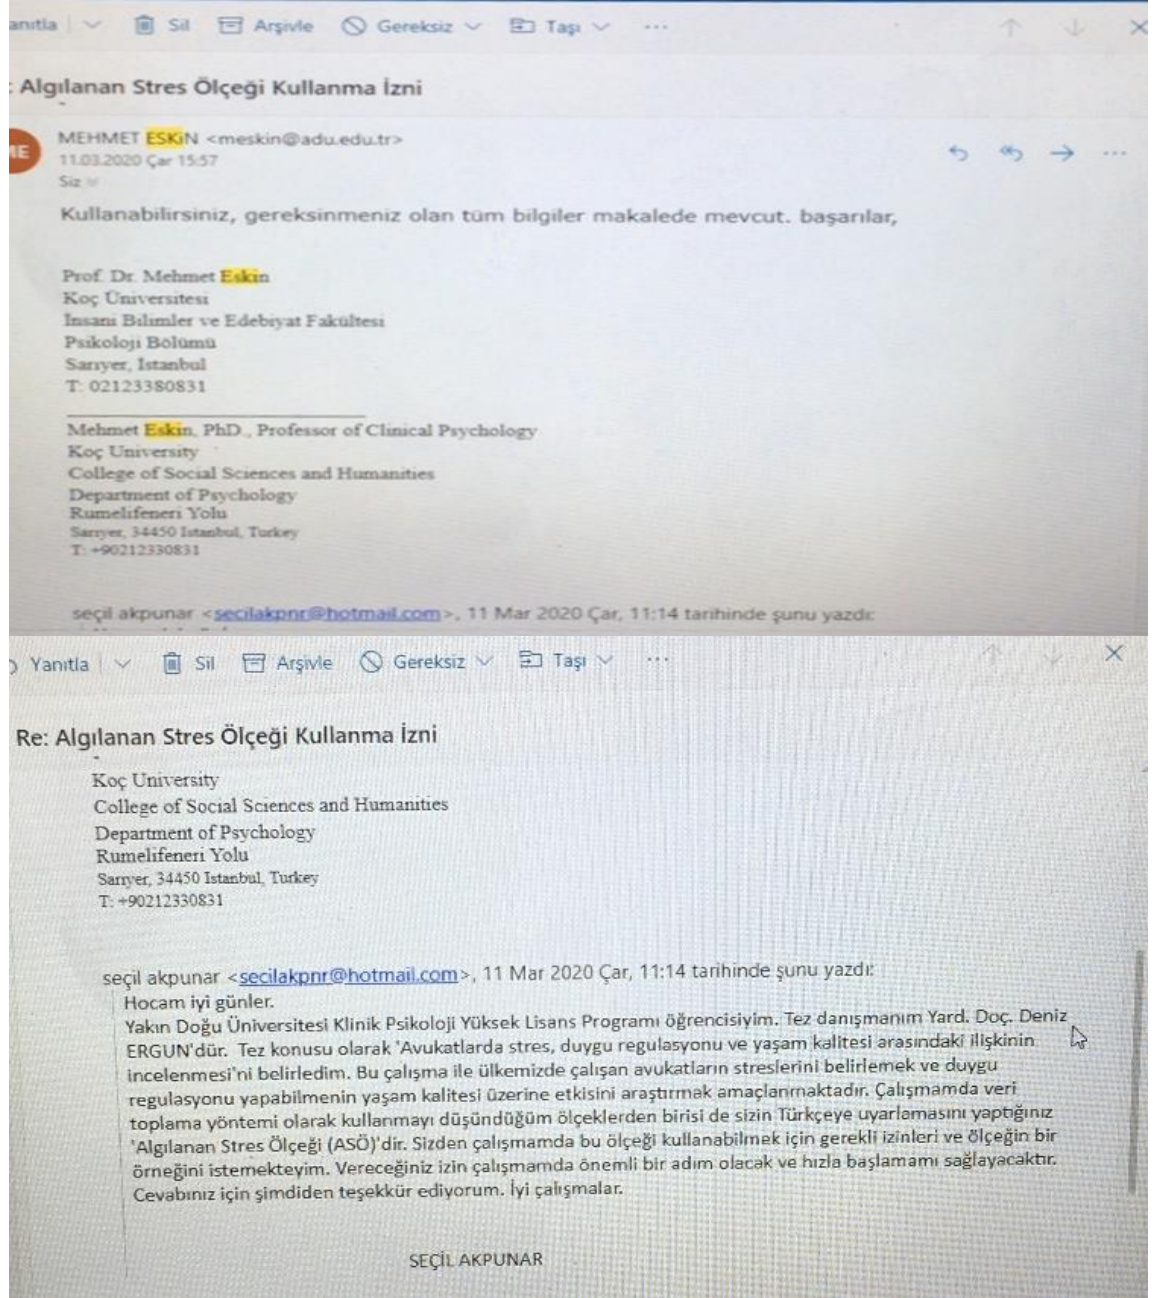 anıtla
Sil
Arşivle
Gereksiz
Taşı
: Algılanan Stres Ölçeği Kullanma İzni
ME
MEHMET ESKiN <meskin@adu.edu.tr>
11.03.2020 Çar 15:57
Siz
Kullanabilirsiniz, gereksinmeniz olan tüm bilgiler makalede mevcut. başarılar,
Prof. Dr. Mehmet Eskin
Koç Üniversitesi
İnsani Bilimler ve Edebiyat Fakültesi
Psikoloji Bölümü
Sarıyer, İstanbul
T: 02123380831
Mehmet Eskin, PhD., Professor of Clinical Psychology
Koç University
College of Social Sciences and Humanities
Department of Psychology
Rumelifeneri Yolu
Sarıyer, 34450 Istanbul, Turkey
T: +90212330831
seçil akpunar <secilakpnr@hotmail.com>, 11 Mar 2020 Çar, 11:14 tarihinde şunu yazdı:
Yanıtla
Sil
Arşivle
Gereksiz
Taşı
Re: Algılanan Stres Ölçeği Kullanma İzni
Koç University
College of Social Sciences and Humanities
Department of Psychology
Rumelifeneri Yolu
Sarıyer, 34450 Istanbul, Turkey
T: +90212330831
seçil akpunar <secilakpnr@hotmail.com>, 11 Mar 2020 Çar, 11:14 tarihinde şunu yazdı:
Hocam iyi günler.
Yakın Doğu Üniversitesi Klinik Psikoloji Yüksek Lisans Programı öğrencisiyim. Tez danışmanım Yard. Doç. Deniz
ERGUN'dür. Tez konusu olarak 'Avukatlarda stres, duygu regulasyonu ve yaşam kalitesi arasındaki ilişkinin
incelenmesi'ni belirledim. Bu çalışma ile ülkemizde çalışan avukatların streslerini belirlemek ve duygu
regulasyonu yapabilmenin yaşam kalitesi üzerine etkisini araştırmak amaçlanmaktadır. Çalışmamda veri
toplama yöntemi olarak kullanmayı düşündüğüm ölçeklerden birisi de sizin Türkçeye uyarlamasını yaptığınız
'Algılanan Stres Ölçeği (ASÖ)'dir. Sizden çalışmamda bu ölçeği kullanabilmek için gerekli izinleri ve ölçeğin bir
örneğini istemekteyim. Vereceğiniz izin çalışmamda önemli bir adım olacak ve hızla başlamamı sağlayacaktır.
Cevabınız için şimdiden teşekkür ediyorum. İyi çalışmalar.
SEÇİL AKPUNAR